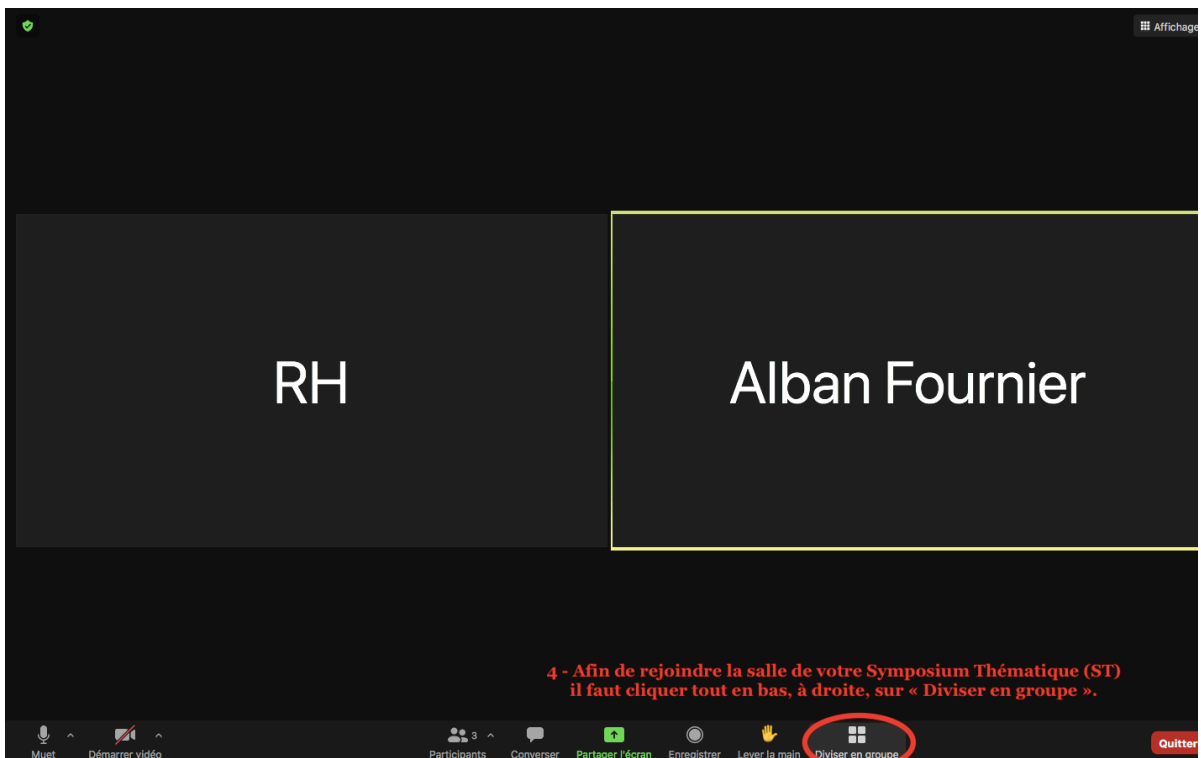 Affichage
RH
Alban Fournier
4 - Afin de rejoindre la salle de votre Symposium Thématique (ST)
il faut cliquer tout en bas, à droite, sur « Diviser en groupe ».
3
Muet
Démarrer vidéo
Participants
Converser
Partager l'écran
Enregistrer
Lever la main
Diviser en groupe
Quitter